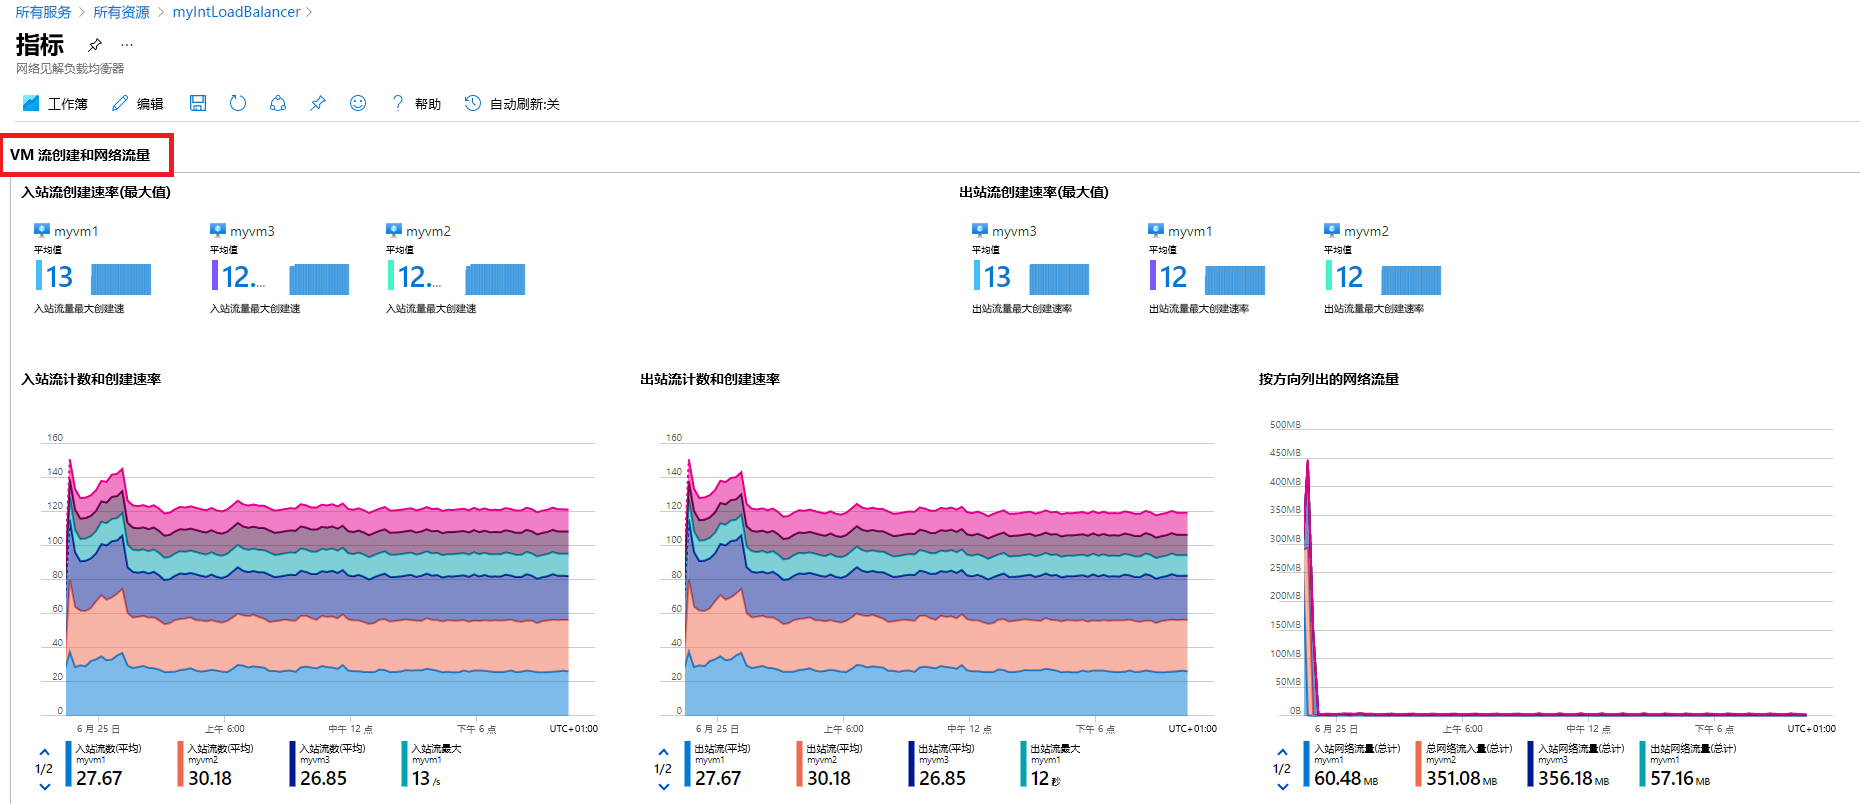 所有服务 > 所有资源 > myIntLoadBalancer >
指标 ...
网络见解负载均衡器
工作簿 编辑 ? 帮助 自动刷新:关
VM 流创建和网络流量
入站流创建速率(最大值) 出站流创建速率(最大值)
myvm1 myvm3 myvm2 myvm3 myvm1 myvm2
平均值 平均值 平均值 平均值 平均值 平均值
13 12.... 12.... 13 12 12
入站流量最大创建速 入站流量最大创建速 入站流量最大创建速 出站流量最大创建速率 出站流量最大创建速率 出站流量最大创建速率
入站流计数和创建速率
160
140
120
100
80
60
40
20
0
6 月 25 日 上午 6:00 中午 12 点 下午 6 点 UTC+01:00
1/2
入站流数(平均) 入站流数(平均) 入站流数(平均) 入站流最大
myvm1 myvm2 myvm3 myvm1
27.67 30.18 26.85 13 /s
出站流计数和创建速率
160
140
120
100
80
60
40
20
0
6 月 25 日 上午 6:00 中午 12 点 下午 6 点 UTC+01:00
1/2
出站流(平均) 出站流(平均) 出站流(平均) 出站流最大
myvm1 myvm2 myvm3 myvm1
27.67 30.18 26.85 12 秒
按方向列出的网络流量
500MB
450MB
400MB
350MB
300MB
250MB
200MB
150MB
100MB
50MB
0B
6 月 25 日 上午 6:00 中午 12 点 下午 6 点 UTC+01:00
1/2
入站网络流量(总计) 总网络流入量(总计) 入站网络流量(总计) 出站网络流量(总计)
myvm1 myvm2 myvm3 myvm1
60.48 MB 351.08 MB 356.18 MB 57.16 MB